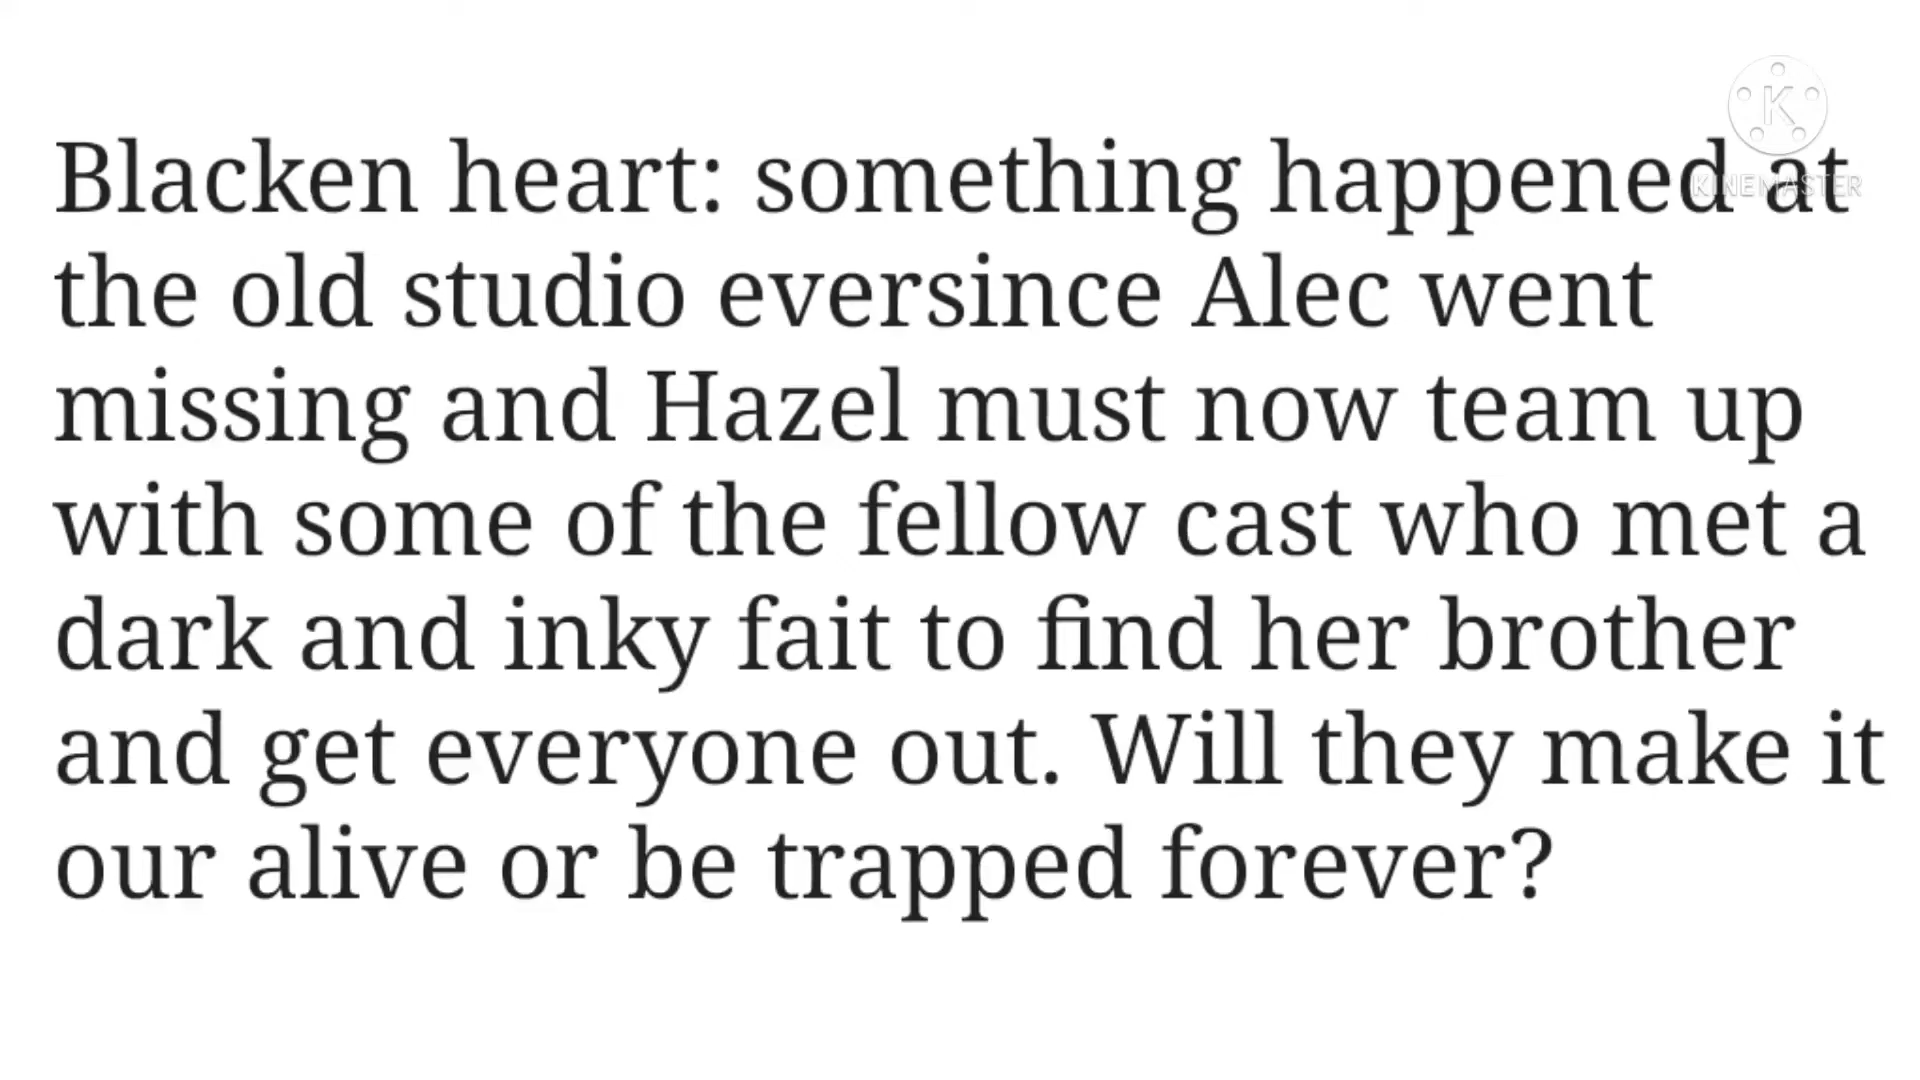 Blacken heart: something happened at
the old studio eversince Alec went
missing and Hazel must now team up
with some of the fellow cast who met a
dark and inky fait to find her brother
and get everyone out. Will they make it
our alive or be trapped forever?
K
KINEMASTER